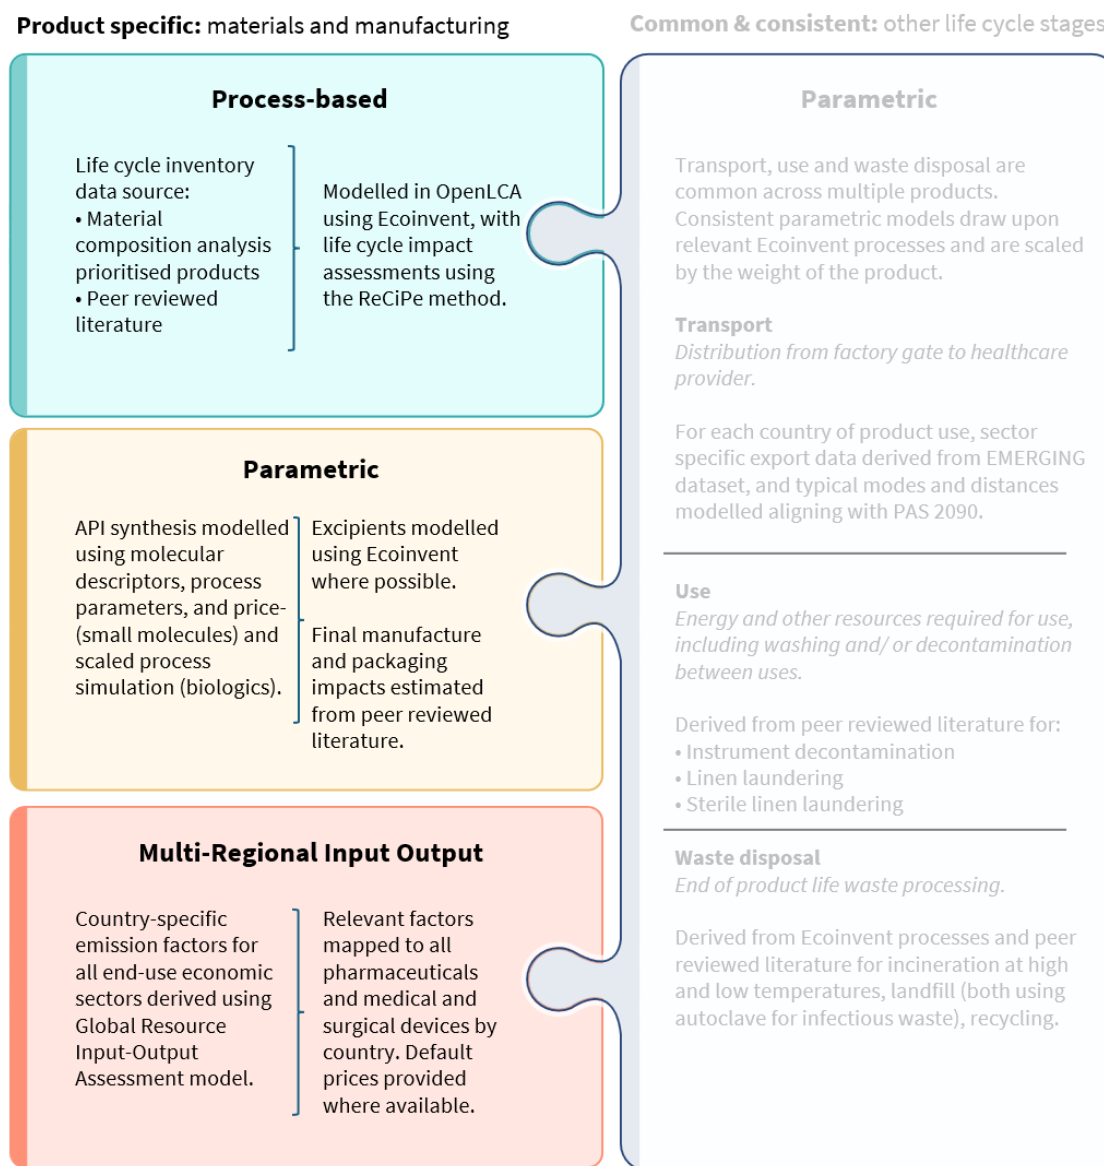 Product specific: materials and manufacturing
Process-based
Life cycle inventory
data source:
• Material
composition analysis
prioritised products
• Peer reviewed
literature
Modelled in OpenLCA
using Ecoinvent, with
life cycle impact
assessments using
the ReCiPe method.
Parametric
API synthesis modelled
using molecular
descriptors, process
parameters, and price-
(small molecules) and
scaled process
simulation (biologics).
Excipients modelled
using Ecoinvent
where possible.
Final manufacture
and packaging
impacts estimated
from peer reviewed
literature.
Multi-Regional Input Output
Country-specific
emission factors for
all end-use economic
sectors derived using
Global Resource
Input-Output
Assessment model.
Relevant factors
mapped to all
pharmaceuticals
and medical and
surgical devices by
country. Default
prices provided
where available.
Common & consistent: other life cycle stages
Parametric
Transport, use and waste disposal are
common across multiple products.
Consistent parametric models draw upon
relevant Ecoinvent processes and are scaled
by the weight of the product.
Transport
Distribution from factory gate to healthcare
provider.
For each country of product use, sector
specific export data derived from EMERGING
dataset, and typical modes and distances
modelled aligning with PAS 2090.
Use
Energy and other resources required for use,
including washing and/ or decontamination
between uses.
Derived from peer reviewed literature for:
• Instrument decontamination
• Linen laundering
• Sterile linen laundering
Waste disposal
End of product life waste processing.
Derived from Ecoinvent processes and peer
reviewed literature for incineration at high
and low temperatures, landfill (both using
autoclave for infectious waste), recycling.